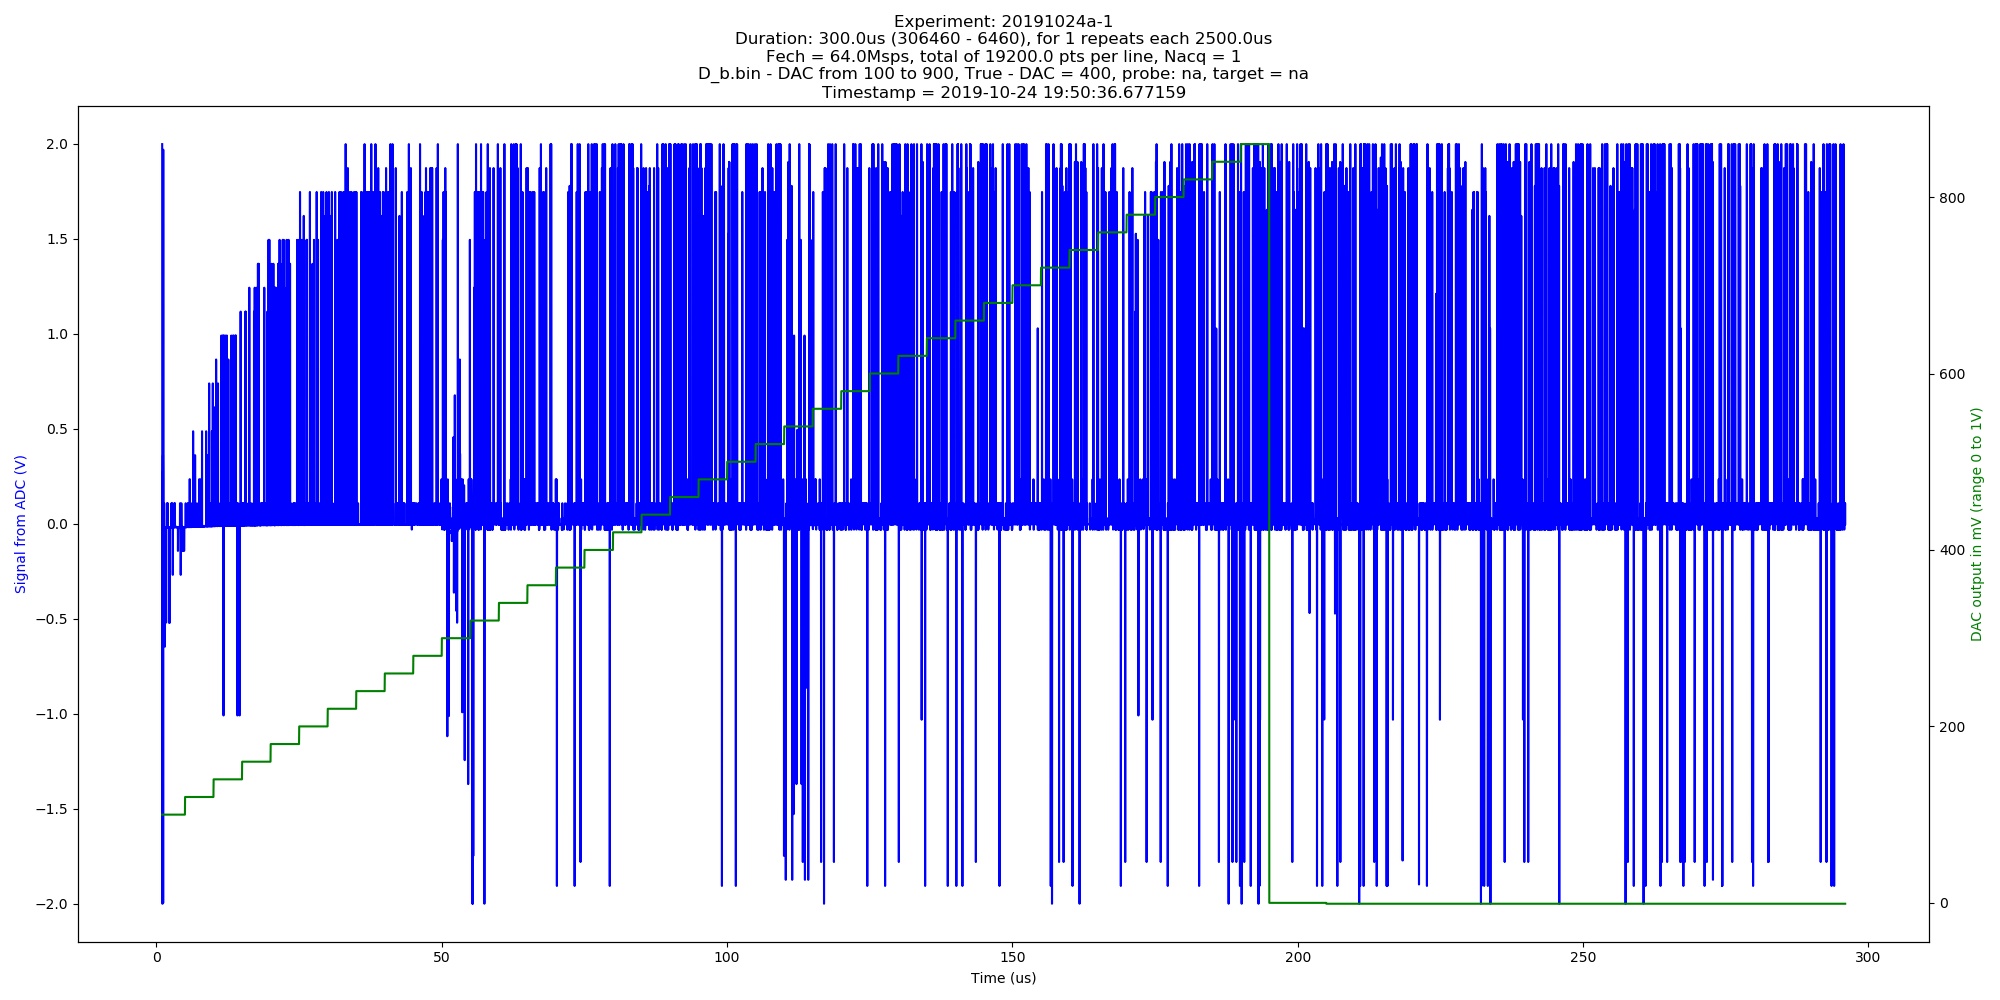 Experiment: 20191024a-1
Duration: 300.0us (306460 - 6460), for 1 repeats each 2500.0us
Fech = 64.0Msps, total of 19200.0 pts per line, Nacq = 1
D_b.bin - DAC from 100 to 900, True - DAC = 400, probe: na, target = na
Timestamp = 2019-10-24 19:50:36.677159
Signal from ADC (V)
2.0
1.5
1.0
0.5
0.0
−0.5
−1.0
−1.5
−2.0
0
50
100
150
200
250
300
Time (us)
800
600
400
200
0
DAC output in mV (range 0 to 1V)